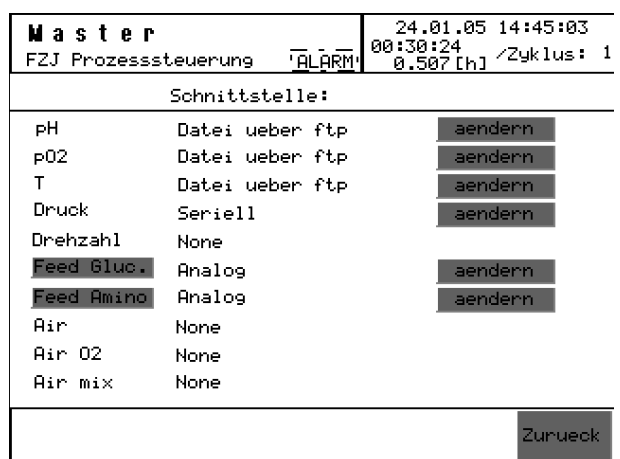 Master
FZJ Prozesssteuerung 'ALARM'
24.01.05 14:45:03
00:30:24
0.507[h] /Zyklus: 1
Schnittstelle:
pH Datei ueber ftp aendern
pO2 Datei ueber ftp aendern
T Datei ueber ftp aendern
Druck Seriell aendern
Drehzahl None
Feed Gluc. Analog aendern
Feed Amino Analog aendern
Air None
Air O2 None
Air mix None
Zurueck